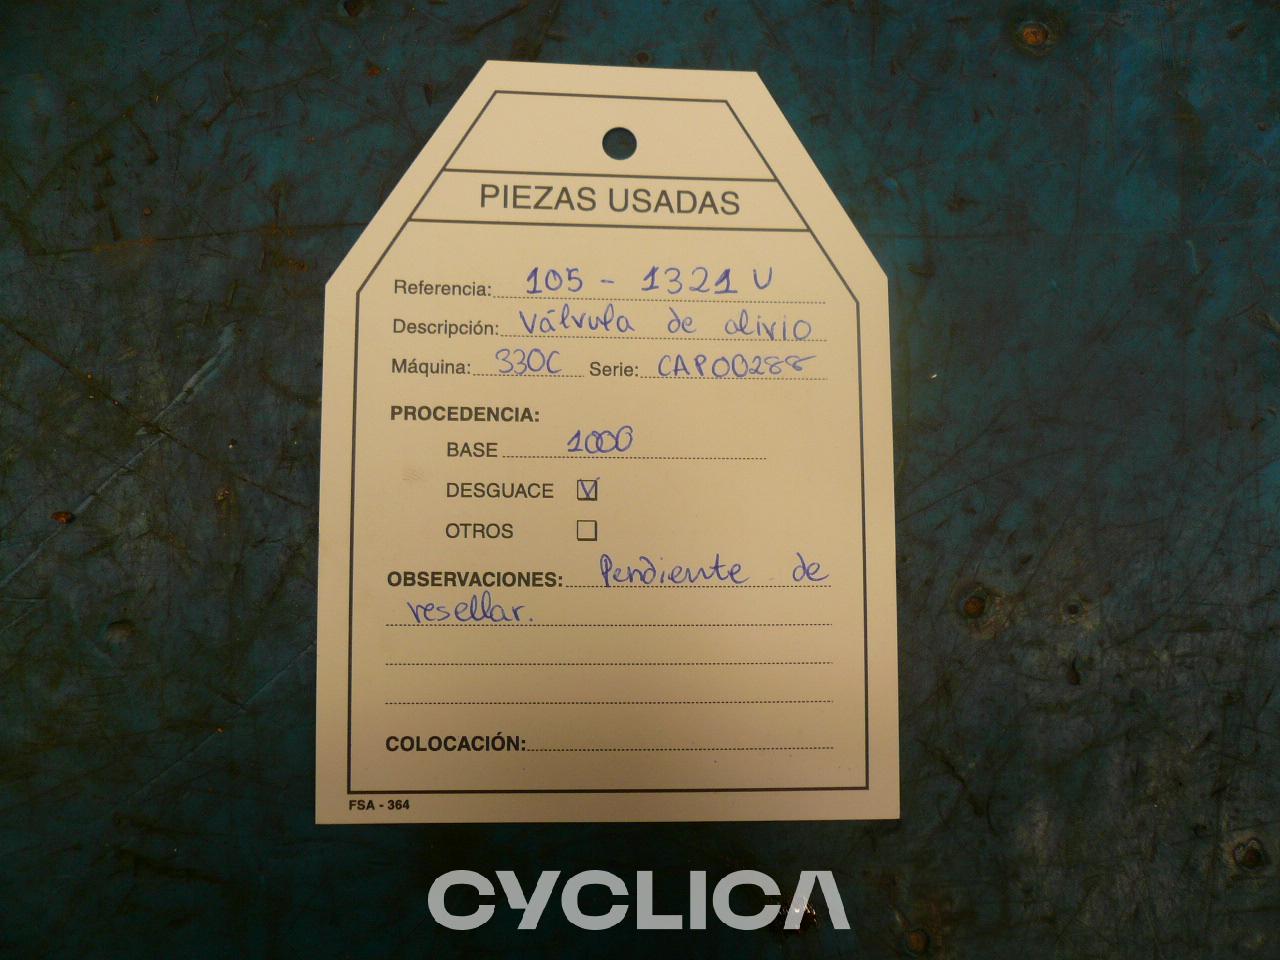 PIEZAS USADAS
Referencia: 105-1321 U
Descripción: Válvula de alivio
Máquina: 330C Serie: CAP00288
PROCEDENCIA:
BASE 1000
DESGUACE ☑
OTROS ☐
OBSERVACIONES: Pendiente de
resellar.
COLOCACIÓN:
FSA - 364
CYCLICA